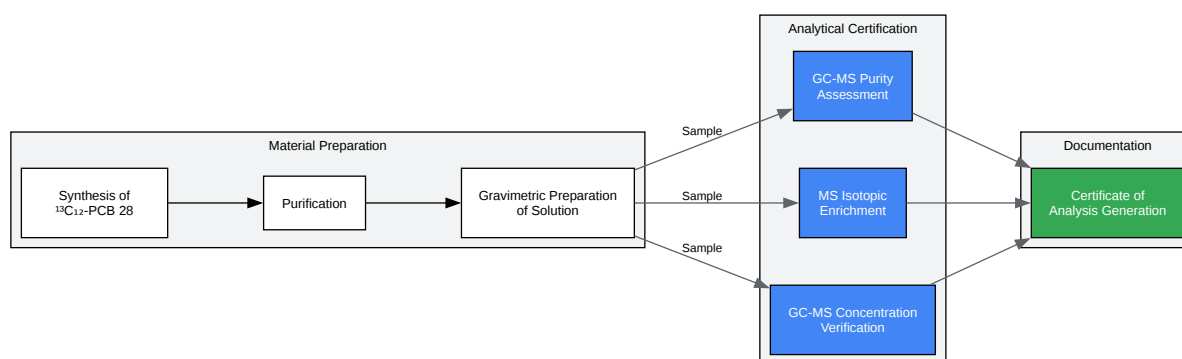 Material Preparation
Synthesis of
¹³C₁₂-PCB 28
Purification
Gravimetric Preparation
of Solution
Sample
Sample
Sample
Analytical Certification
GC-MS Purity
Assessment
MS Isotopic
Enrichment
GC-MS Concentration
Verification
Documentation
Certificate of
Analysis Generation